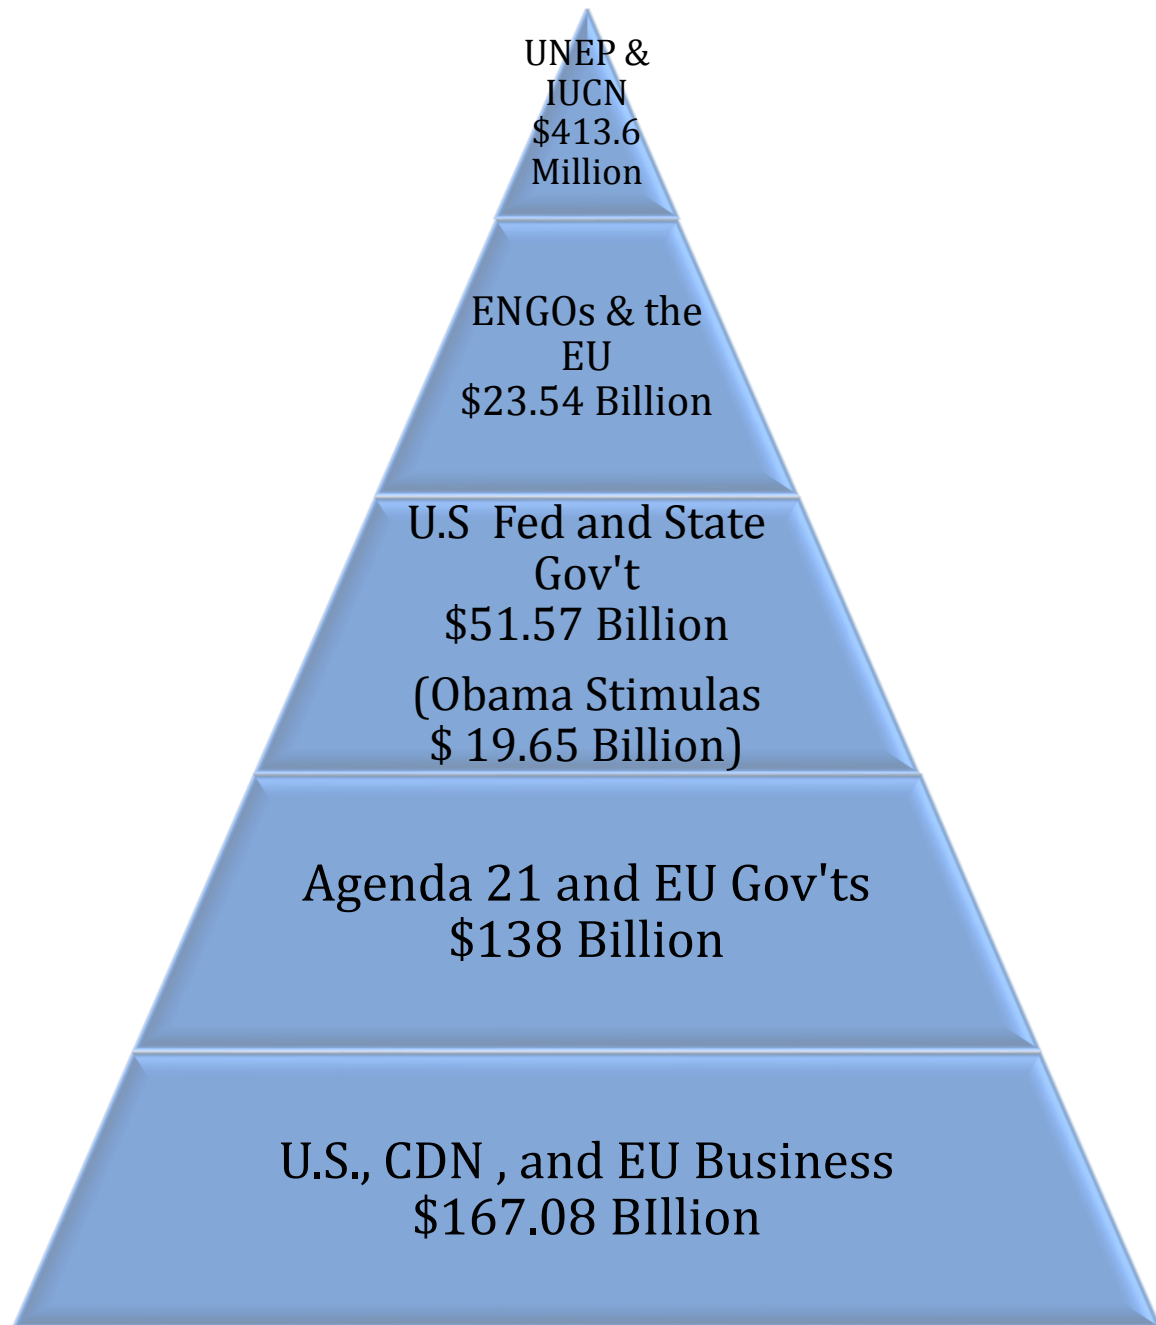 UNEP &
IUCN
$413.6
Million
ENGOs & the
EU
$23.54 Billion
U.S  Fed and State
Gov't
$51.57 Billion
(Obama Stimulas
$ 19.65 Billion)
Agenda 21 and EU Gov'ts
$138 Billion
U.S., CDN , and EU Business
$167.08 BIllion